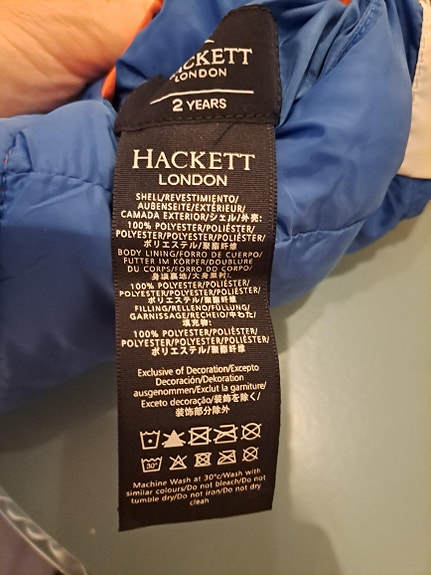 HACKETT
LONDON
2 YEARS
HACKETT
LONDON
SHELL/REVESTIMIENTO/
AUßENSEITE/EXTÉRIEUR/
CAMADA EXTERIOR/シェル/外壳:
100% POLYESTER/POLIÉSTER/
POLYESTER/POLYESTER/POLIÉSTER/
ポリエステル/聚酯纤维
BODY LINING/FORRO DE CUERPO/
FUTTER IM KÖRPER/DOUBLURE
DU CORPS/FORRO DO CORPO/
身頃裏地/大身里料:
100% POLYESTER/POLIÉSTER/
POLYESTER/POLYESTER/POLIÉSTER/
ポリエステル/聚酯纤维
FILLING/RELLENO/FÜLLUNG/
GARNISSAGE/RECHEIO/中わた/
填充物:
100% POLYESTER/POLIÉSTER/
POLYESTER/POLYESTER/POLIÉSTER/
ポリエステル/聚酯纤维
Exclusive of Decoration/Excepto
Decoración/Dekoration
ausgenommen/Exclut la garniture/
Exceto decoração/装飾を除く/
装饰部分除外
30°
Machine Wash at 30°c/Wash with
similar colours/Do not bleach/Do not
tumble dry/Do not iron/Do not dry
clean